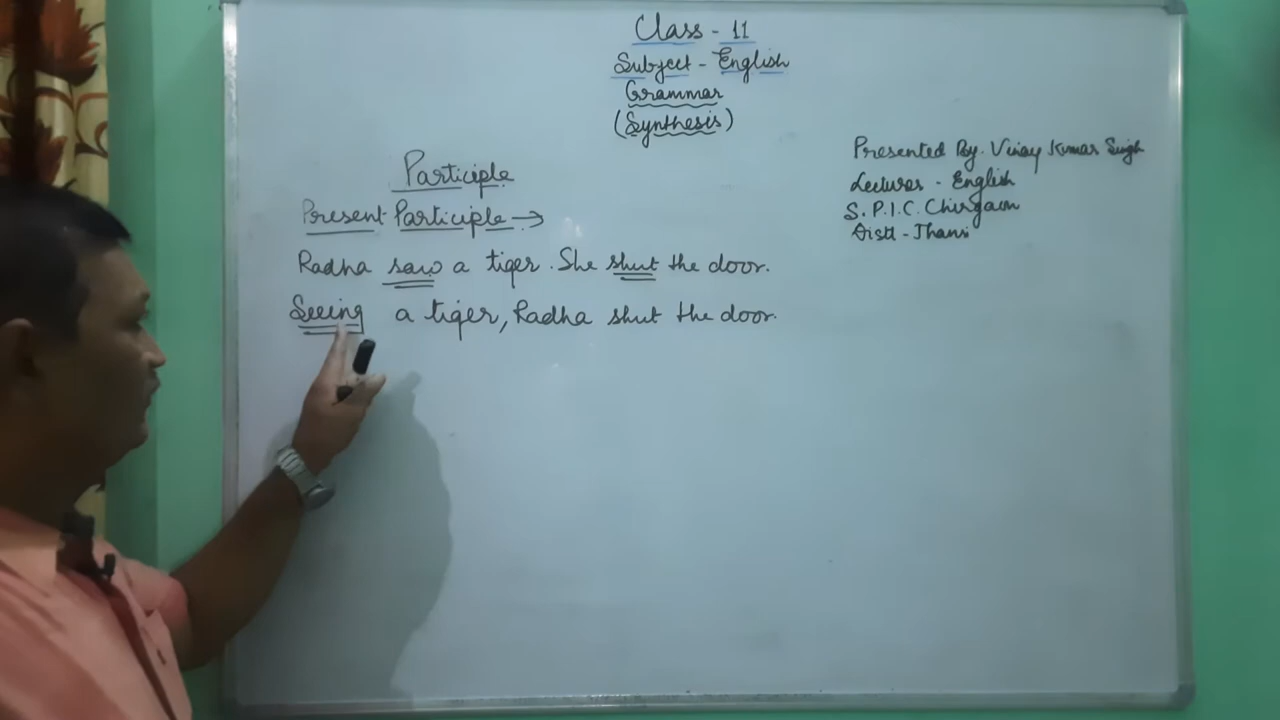 Class - 11
Subject - English
Grammar
(Synthesis)
Presented By. Vinay Kumar Singh
Lecturer - English
S. P.I.C. Chirgaon
Distt - Jhansi
Participle
Present Participle →
Radha saw a tiger. She shut the door.
Seeing a tiger, Radha shut the door.